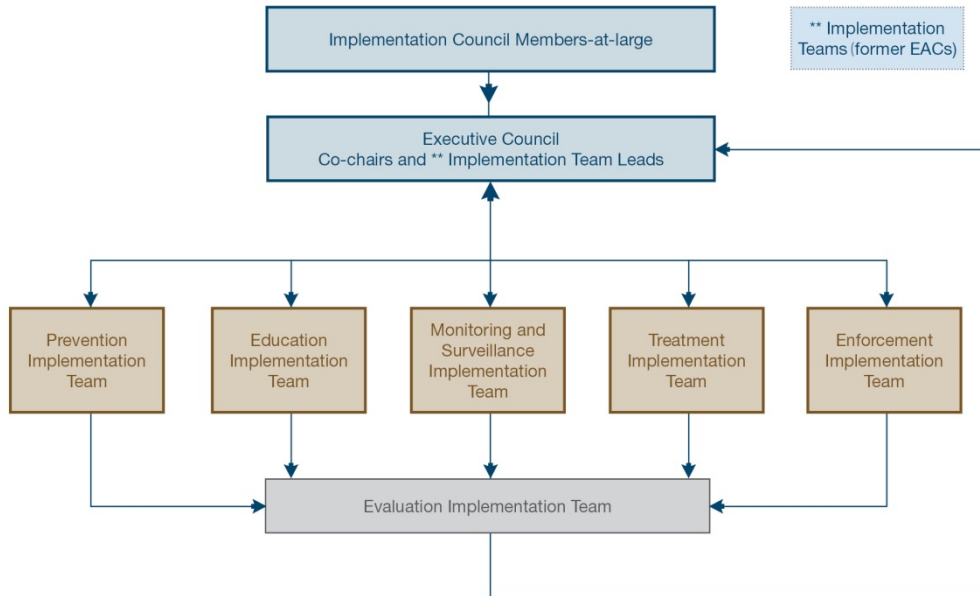 Implementation Council Members-at-large
** Implementation
Teams (former EACs)
Executive Council
Co-chairs and ** Implementation Team Leads
Prevention
Implementation
Team
Education
Implementation
Team
Monitoring and
Surveillance
Implementation
Team
Treatment
Implementation
Team
Enforcement
Implementation
Team
Evaluation Implementation Team